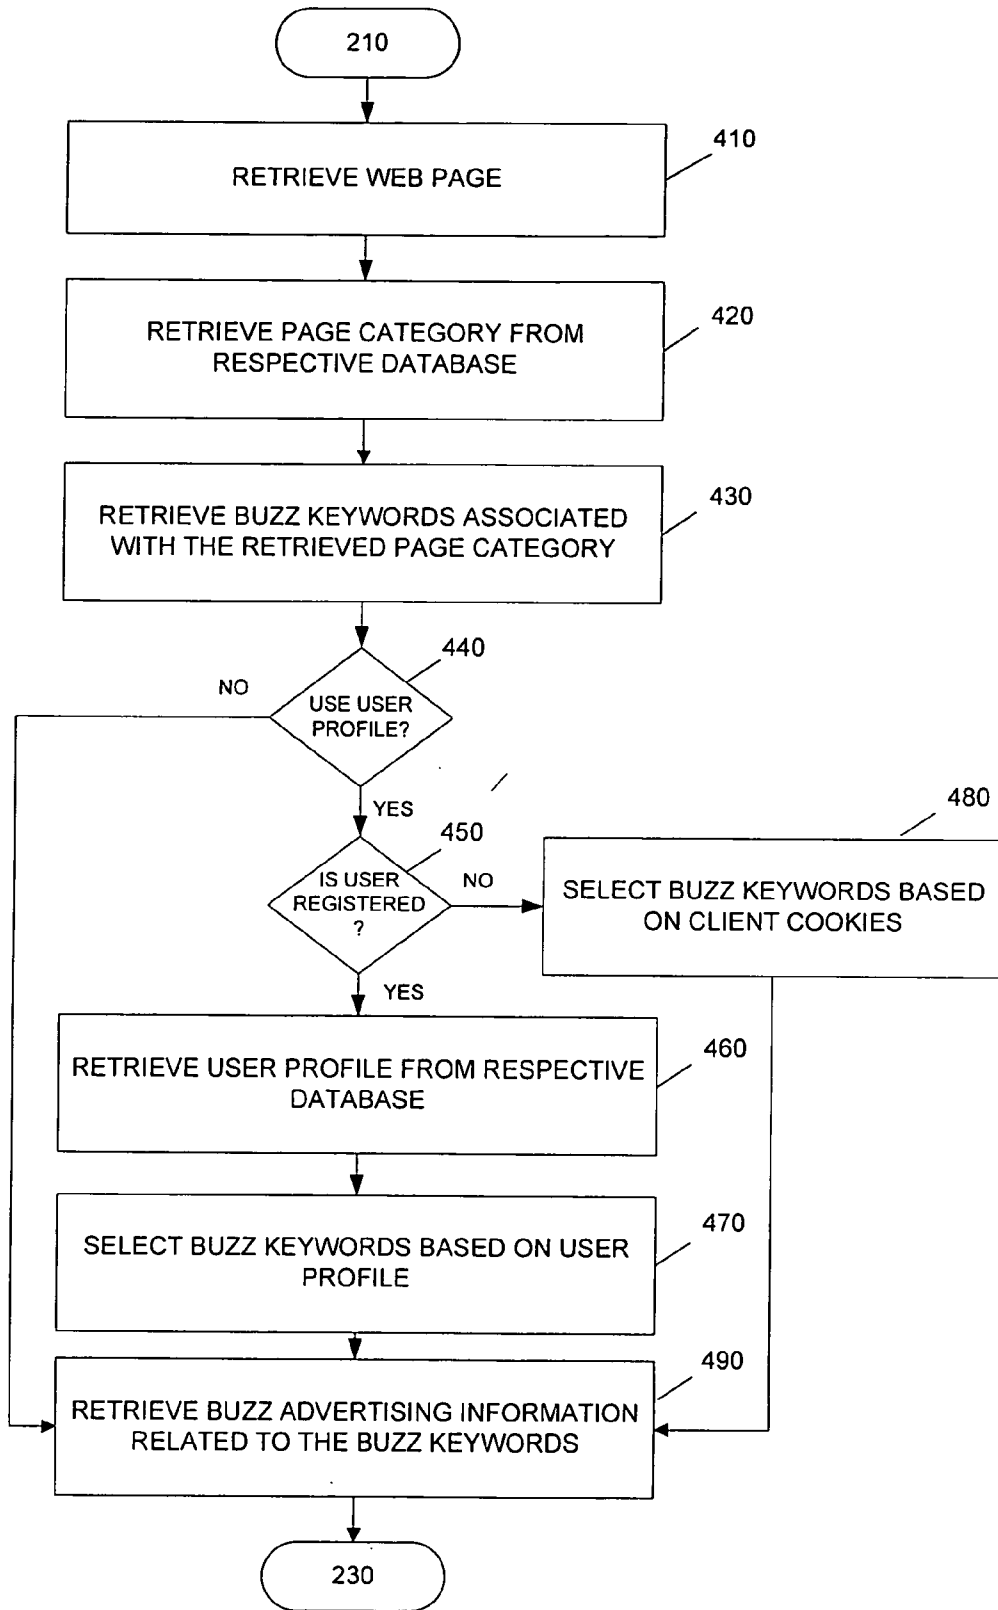 210
410
RETRIEVE WEB PAGE
420
RETRIEVE PAGE CATEGORY FROM
RESPECTIVE DATABASE
430
RETRIEVE BUZZ KEYWORDS ASSOCIATED
WITH THE RETRIEVED PAGE CATEGORY
440
NO
USE USER
PROFILE?
YES
450
480
IS USER
REGISTERED
?
NO
SELECT BUZZ KEYWORDS BASED
ON CLIENT COOKIES
YES
460
RETRIEVE USER PROFILE FROM RESPECTIVE
DATABASE
470
SELECT BUZZ KEYWORDS BASED ON USER
PROFILE
490
RETRIEVE BUZZ ADVERTISING INFORMATION
RELATED TO THE BUZZ KEYWORDS
230